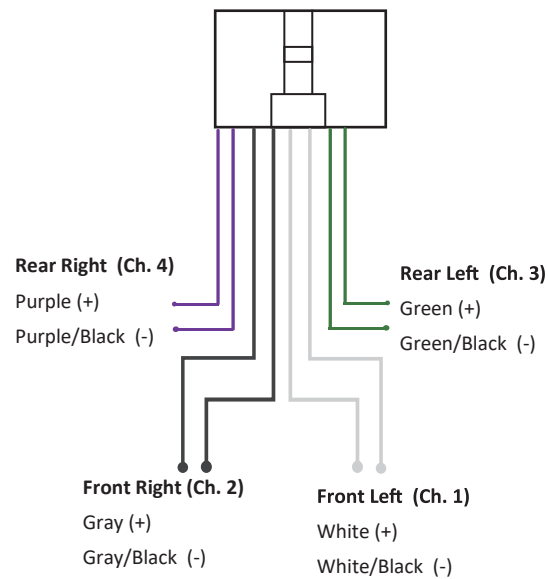 Rear Right (Ch. 4)
Purple (+)
Purple/Black (-)
Rear Left (Ch. 3)
Green (+)
Green/Black (-)
Front Right (Ch. 2)
Gray (+)
Gray/Black (-)
Front Left (Ch. 1)
White (+)
White/Black (-)